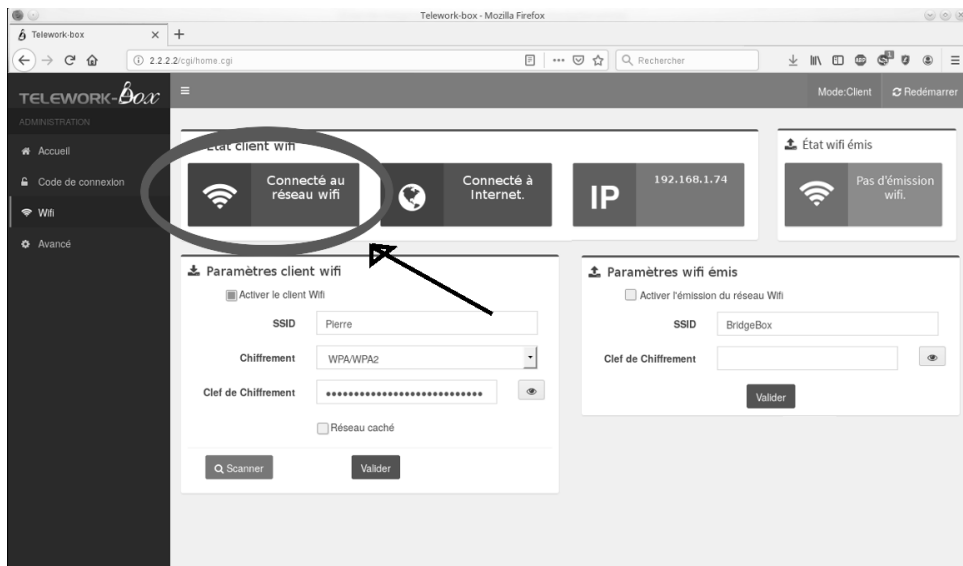 Telework-box - Mozilla Firefox
Telework-box
2.2.2.2/cgi/home.cgi
Rechercher
TELEWORK-Box
Mode:Client
Redémarrer
ADMINISTRATION
Accueil
Code de connexion
Wifi
Avancé
État client wifi
Connecté au
réseau wifi
Connecté à
Internet.
IP
192.168.1.74
État wifi émis
Pas d'émission
wifi.
Paramètres client wifi
Activer le client Wifi
SSID
Pierre
Chiffrement
WPA/WPA2
Clef de Chiffrement
••••••••••••••••••••••••••••
Réseau caché
Scanner
Valider
Paramètres wifi émis
Activer l'émission du réseau Wifi
SSID
BridgeBox
Clef de Chiffrement
Valider